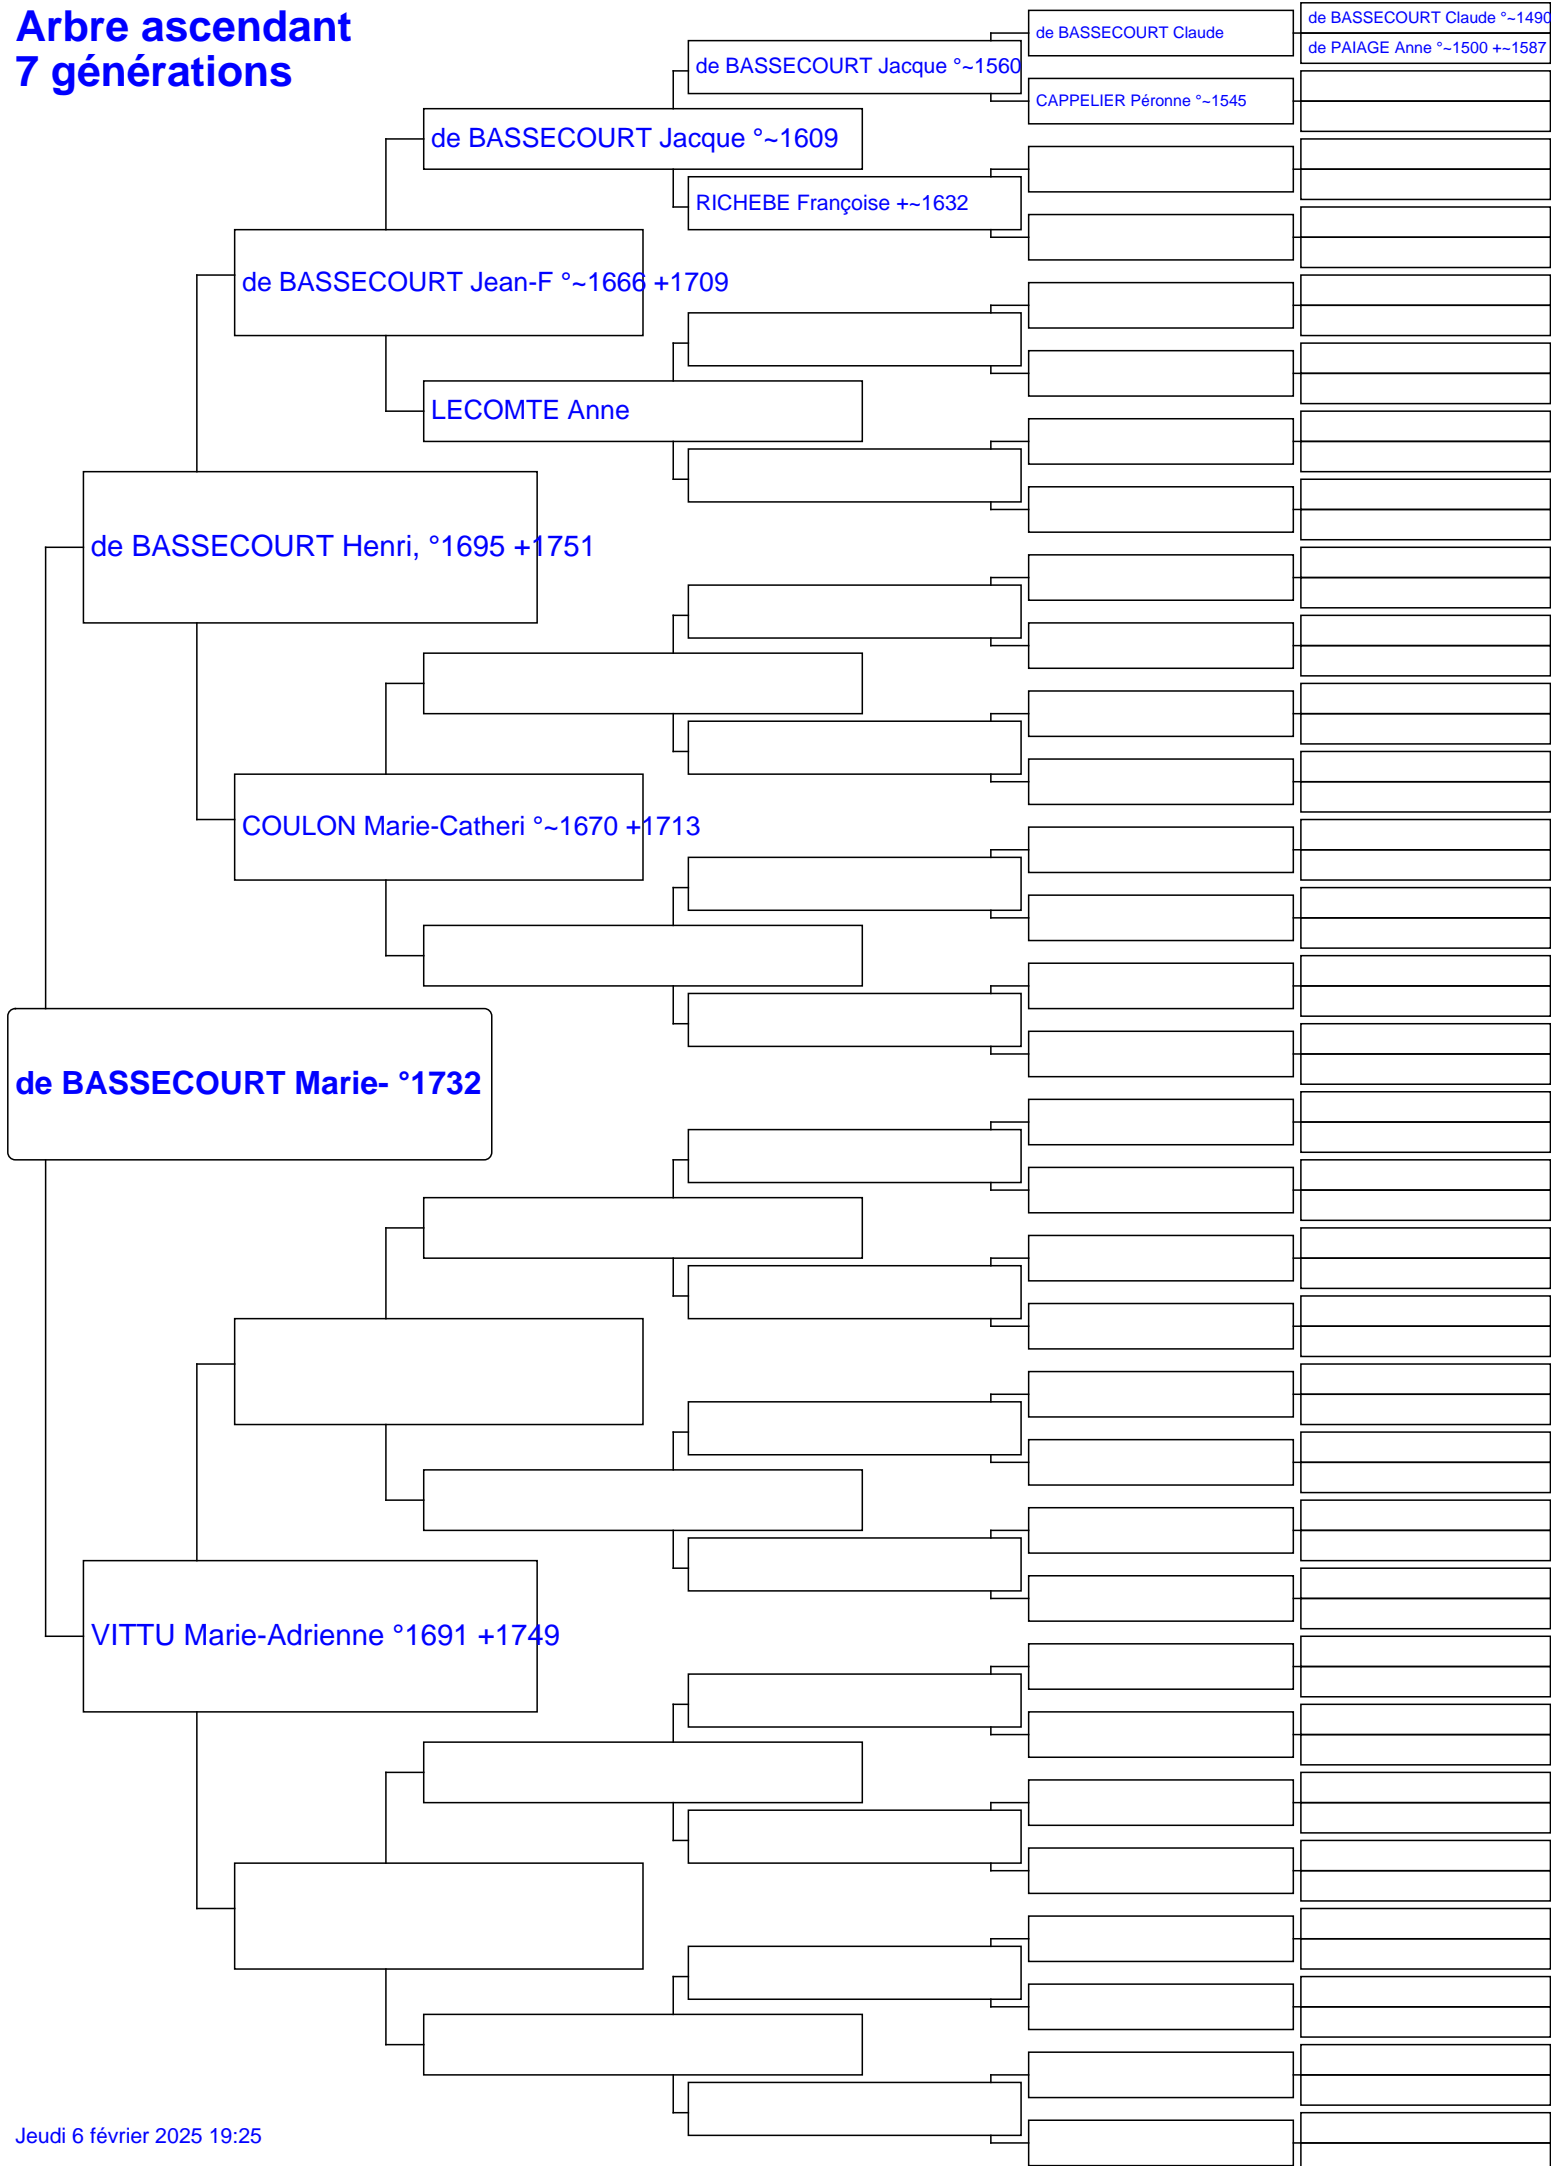 Arbre ascendant
7 générations
de BASSECOURT Claude °~1490
de BASSECOURT Claude
de PAIAGE Anne °~1500 +~1587
de BASSECOURT Jacque °~1560
CAPPELIER Péronne °~1545
de BASSECOURT Jacque °~1609
RICHEBE Françoise +~1632
de BASSECOURT Jean-F °~1666 +1709
LECOMTE Anne
de BASSECOURT Henri, °1695 +1751
COULON Marie-Catheri °~1670 +1713
de BASSECOURT Marie- °1732
VITTU Marie-Adrienne °1691 +1749
Jeudi 6 février 2025 19:25